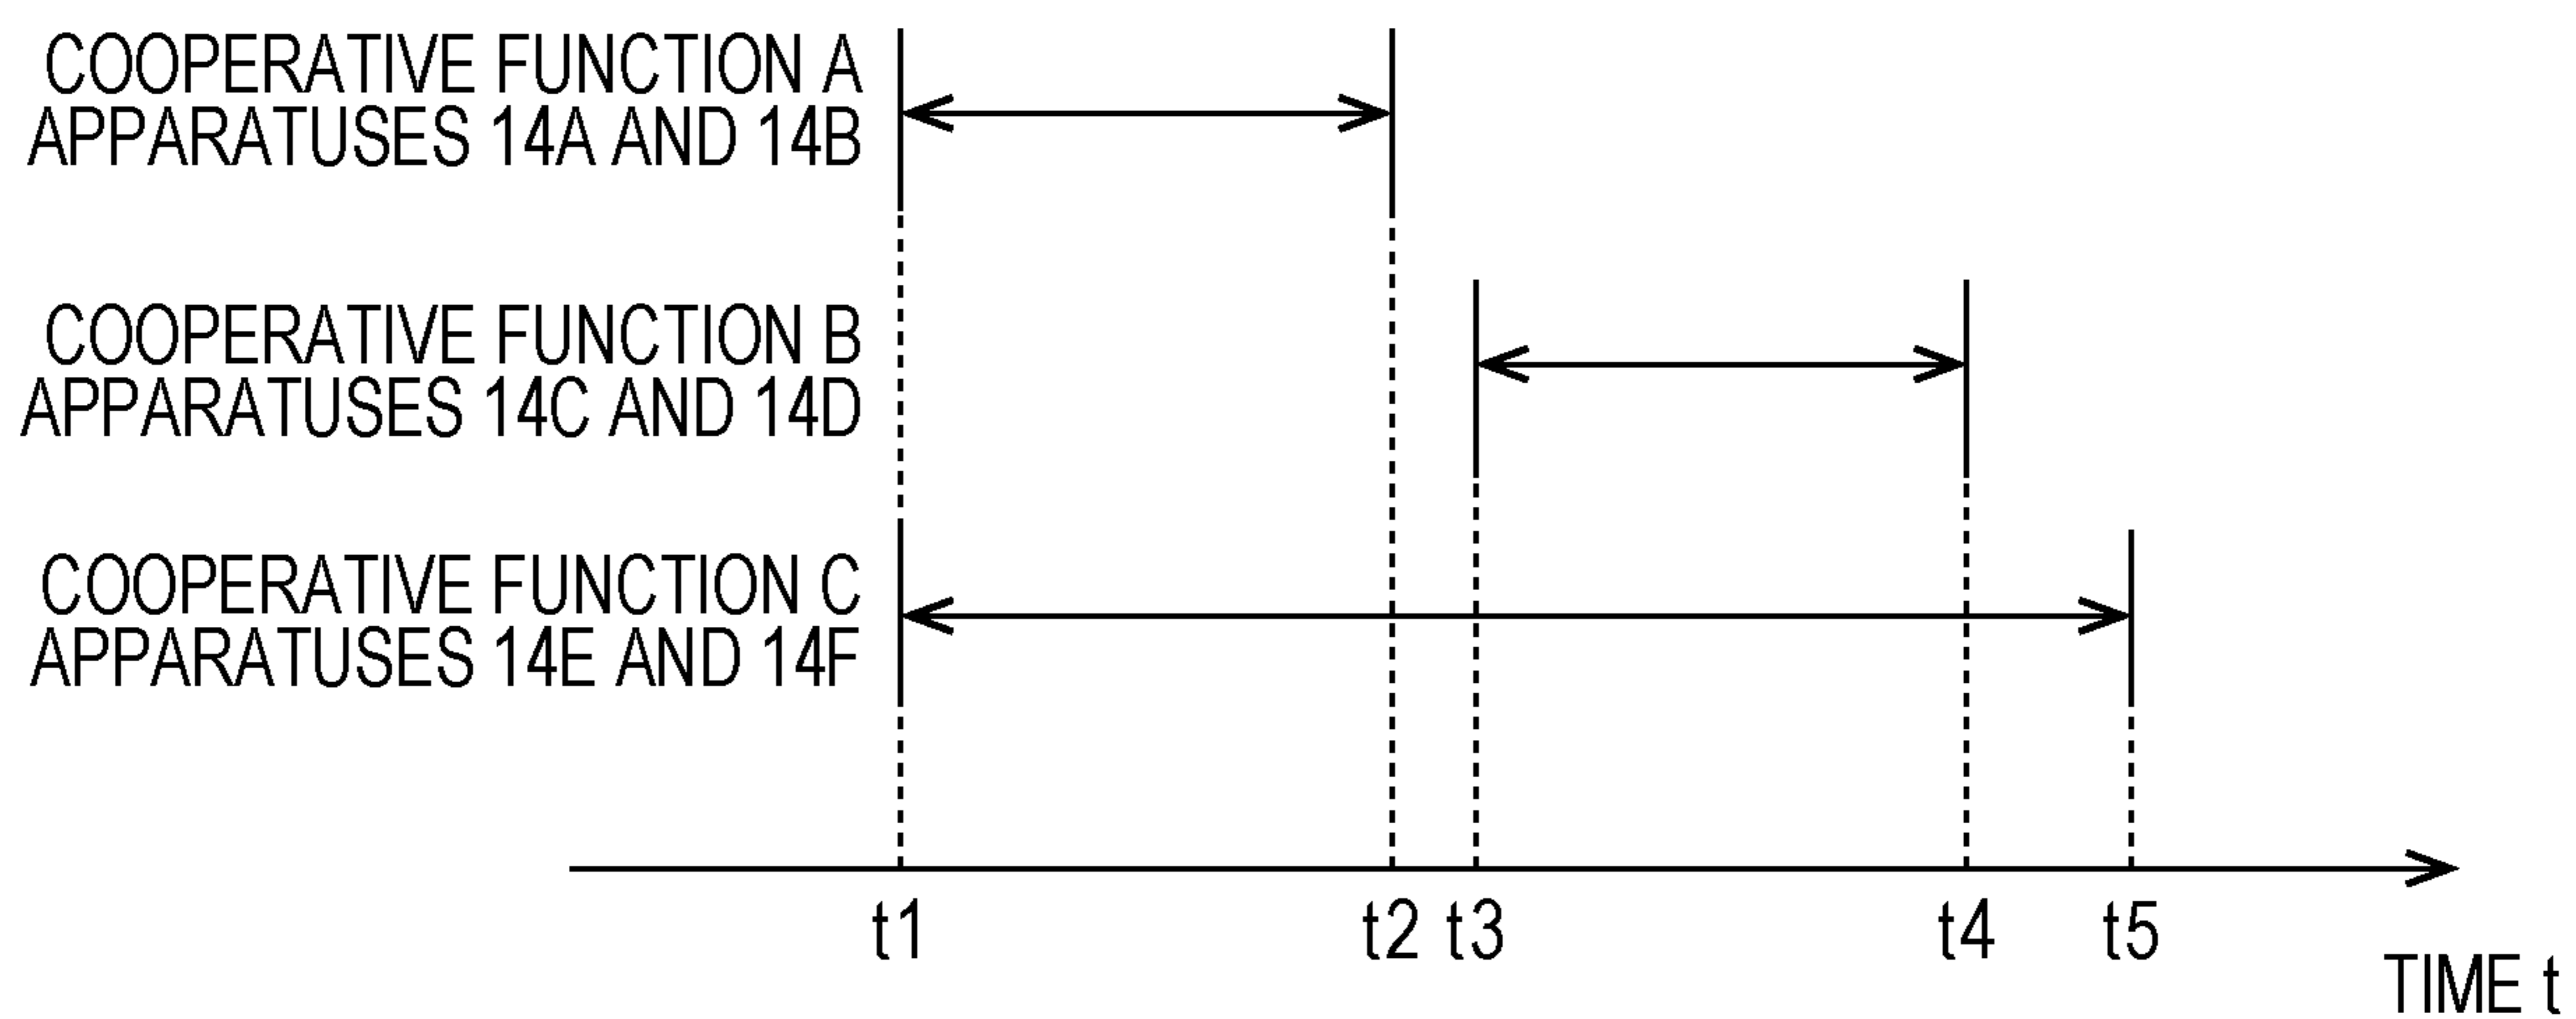 COOPERATIVE FUNCTION A
APPARATUSES 14A AND 14B
COOPERATIVE FUNCTION B
APPARATUSES 14C AND 14D
COOPERATIVE FUNCTION C
APPARATUSES 14E AND 14F
t1 t2 t3 t4 t5
TIME t